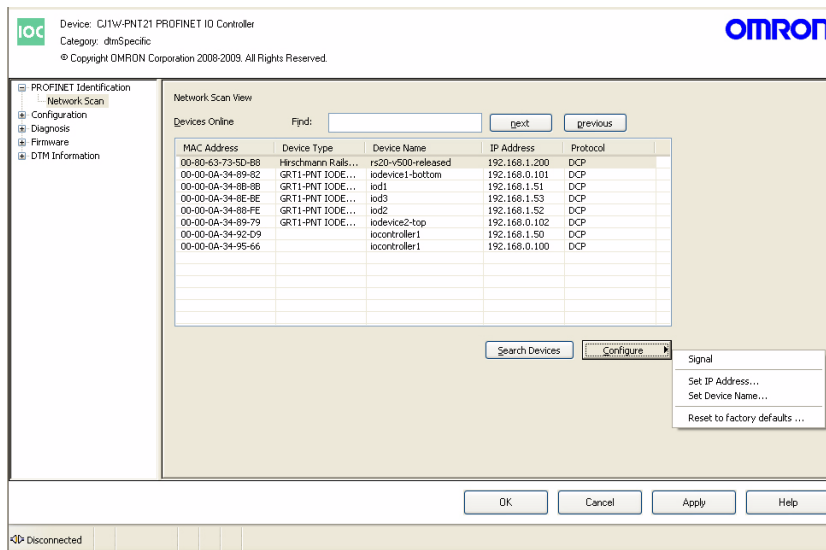 IOC
Device: CJ1W-PNT21 PROFINET IO Controller
Category: dtmSpecific
© Copyright OMRON Corporation 2008-2009. All Rights Reserved.
OMRON
PROFINET Identification
Network Scan
Configuration
Diagnosis
Firmware
DTM Information
Network Scan View
Devices Online Find: next previous
MAC Address Device Type Device Name IP Address Protocol
00-80-63-73-5D-B8 Hirschmann Rails... rs20-v500-released 192.168.1.200 DCP
00-00-0A-34-89-82 GRT1-PNT IODE... iodevice1-bottom 192.168.0.101 DCP
00-00-0A-34-8B-8B GRT1-PNT IODE... iod1 192.168.1.51 DCP
00-00-0A-34-8E-BE GRT1-PNT IODE... iod3 192.168.1.53 DCP
00-00-0A-34-88-FE GRT1-PNT IODE... iod2 192.168.1.52 DCP
00-00-0A-34-89-79 GRT1-PNT IODE... iodevice2-top 192.168.0.102 DCP
00-00-0A-34-92-D9 iocontroller1 192.168.1.50 DCP
00-00-0A-34-95-66 iocontroller1 192.168.0.100 DCP
Search Devices Configure
Signal
Set IP Address...
Set Device Name...
Reset to factory defaults ...
OK Cancel Apply Help
Disconnected